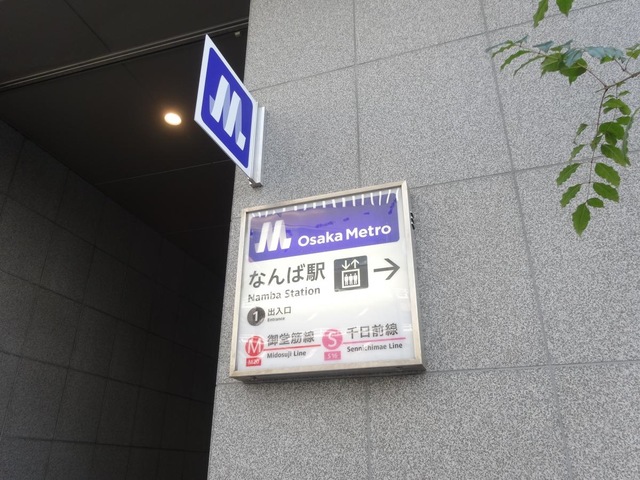 Osaka Metro
なんば駅
Namba Station
1 出入口
Entrance
M 御堂筋線
Midosuji Line
S 千日前線
Sennichimae Line